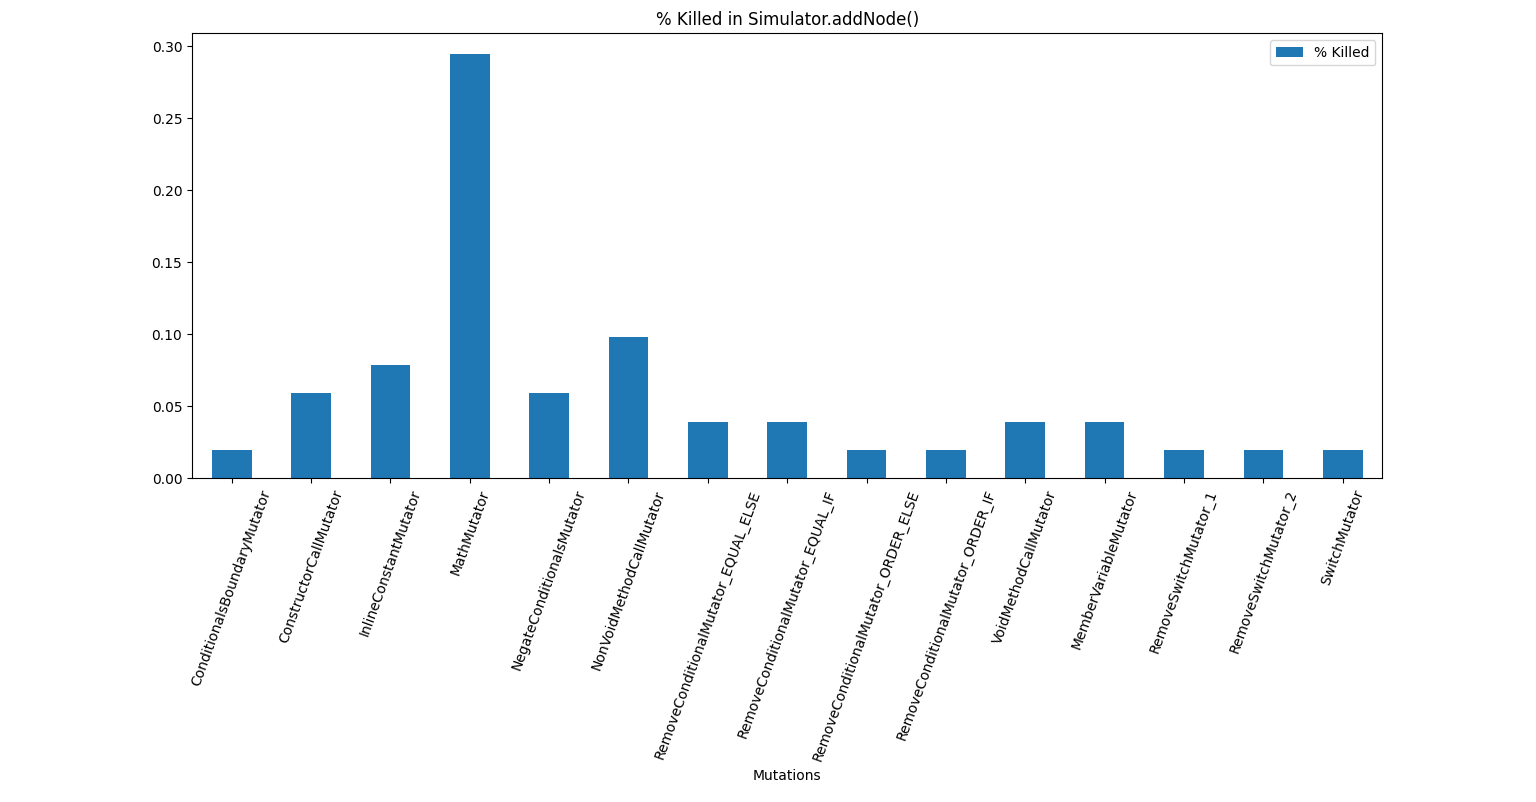 % Killed in Simulator.addNode()
% Killed
0.30
0.25
0.20
0.15
0.10
0.05
0.00
ConditionalsBoundaryMutator
ConstructorCallMutator
InlineConstantMutator
MathMutator
NegateConditionalsMutator
NonVoidMethodCallMutator
RemoveConditionalMutator_EQUAL_ELSE
RemoveConditionalMutator_EQUAL_IF
RemoveConditionalMutator_ORDER_ELSE
RemoveConditionalMutator_ORDER_IF
VoidMethodCallMutator
MemberVariableMutator
RemoveSwitchMutator_1
RemoveSwitchMutator_2
SwitchMutator
Mutations